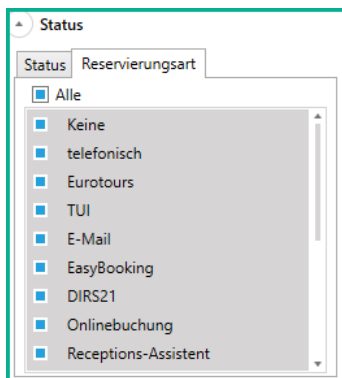 Status
Status Reservierungsart
Alle
Keine
telefonisch
Eurotours
TUI
E-Mail
EasyBooking
DIRS21
Onlinebuchung
Receptions-Assistent